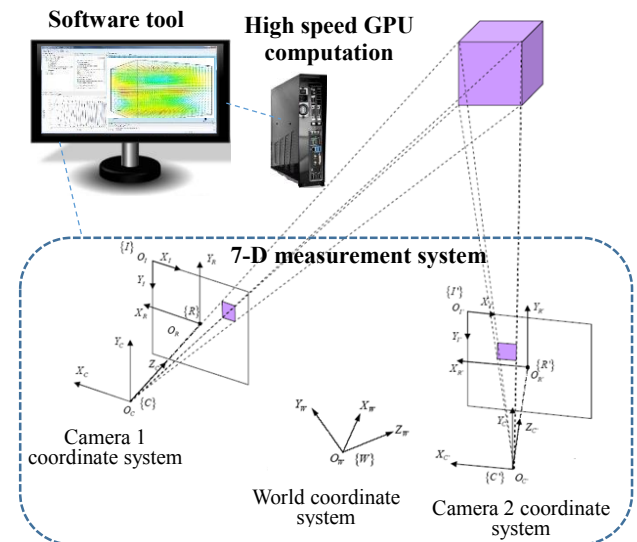 Software tool
High speed GPU
computation
7-D measurement system
{I}
O_I
X_I
Y_R
Y_I
{R}
X_R
O_R
Y_C
Z_C
X_C
O_C
{C}
Camera 1
coordinate system
Y_W
X_W
Z_W
O_W
{W}
World coordinate
system
{I'}
O_I'
Y_R'
Y_I'
{R'}
X_R'
O_R'
Y_C'
Z_C'
X_C'
{C'}
O_C'
Camera 2 coordinate
system